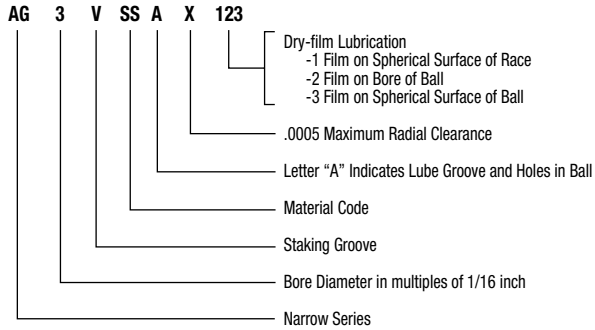 AG 3 V SS A X 123
Dry-film Lubrication
-1 Film on Spherical Surface of Race
-2 Film on Bore of Ball
-3 Film on Spherical Surface of Ball
.0005 Maximum Radial Clearance
Letter “A” Indicates Lube Groove and Holes in Ball
Material Code
Staking Groove
Bore Diameter in multiples of 1/16 inch
Narrow Series